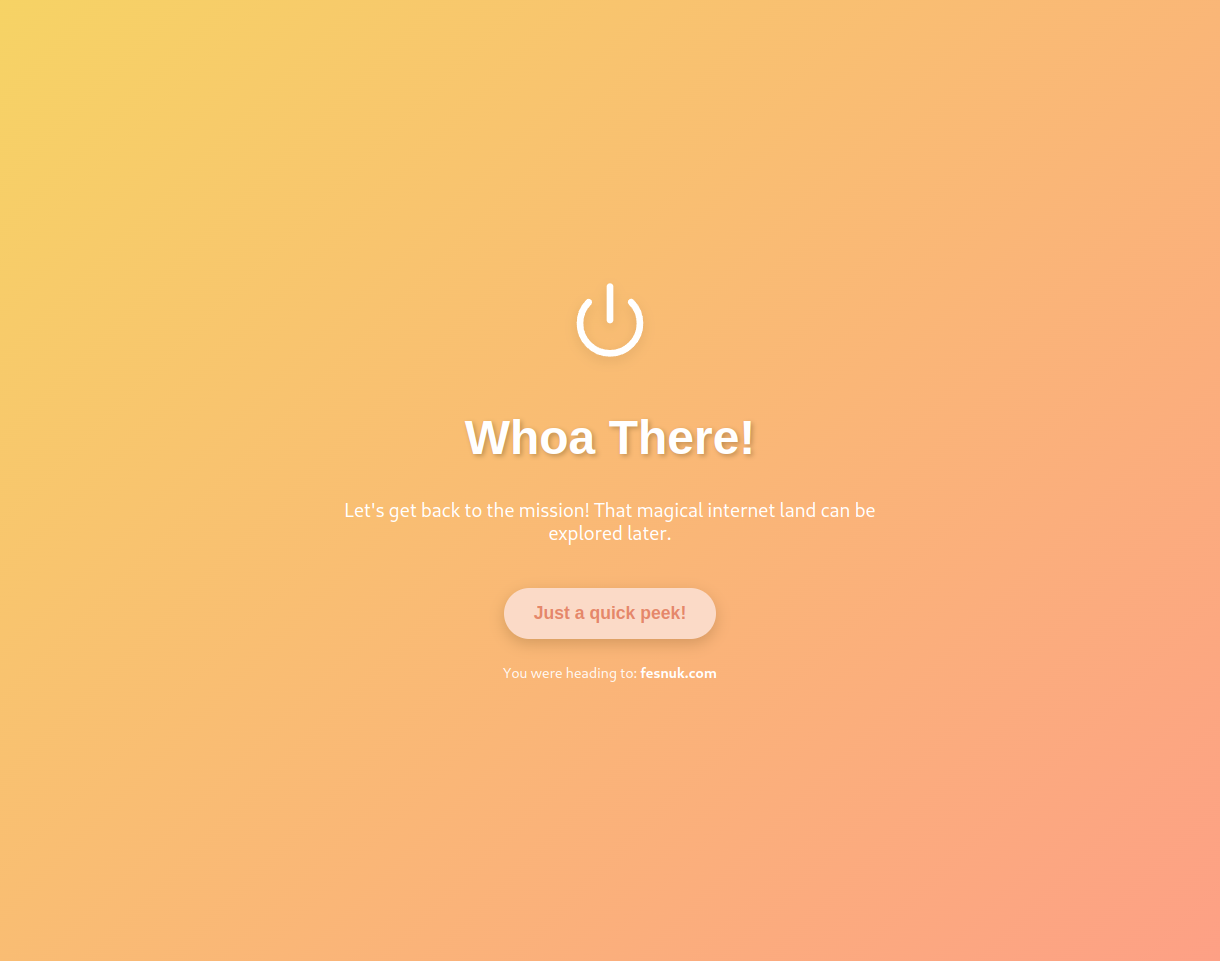 Whoa There!
Let's get back to the mission! That magical internet land can be
explored later.
Just a quick peek!
You were heading to: fesnuk.com